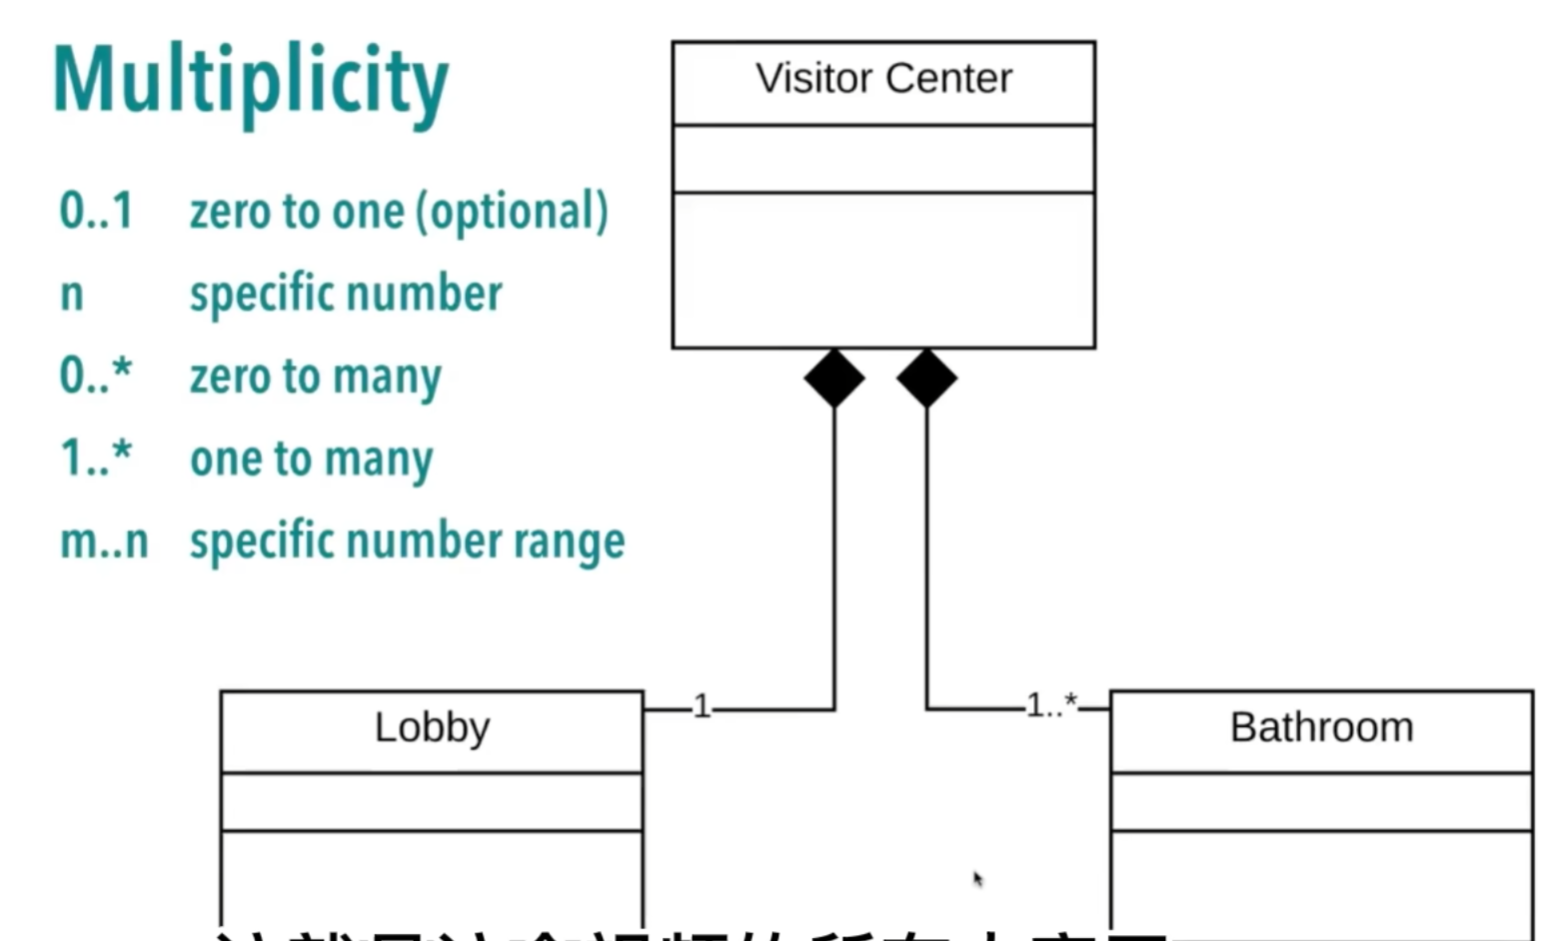 Multiplicity
0..1 zero to one (optional)
n specific number
0..* zero to many
1..* one to many
m..n specific number range
Visitor Center
1
1..*
Lobby
Bathroom